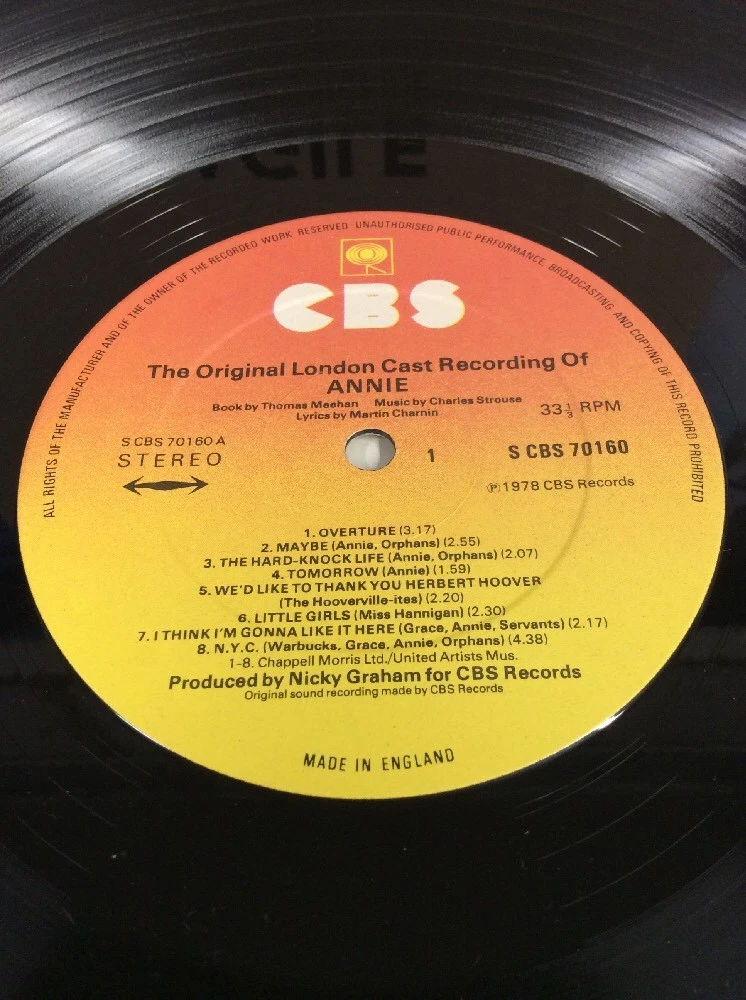 ALL RIGHTS OF THE MANUFACTURER AND OF THE OWNER OF THE RECORDED WORK RESERVED UNAUTHORISED PUBLIC PERFORMANCE, BROADCASTING AND COPYING OF THIS RECORD PROHIBITED
CBS
The Original London Cast Recording Of
ANNIE
Book by Thomas Meehan Music by Charles Strouse
Lyrics by Martin Charnin
33⅓ RPM
S CBS 70160 A
STEREO
1
S CBS 70160
Ⓟ1978 CBS Records
1. OVERTURE (3.17)
2. MAYBE (Annie, Orphans) (2.55)
3. THE HARD-KNOCK LIFE (Annie, Orphans) (2.07)
4. TOMORROW (Annie) (1.59)
5. WE'D LIKE TO THANK YOU HERBERT HOOVER
(The Hooverville-ites) (2.20)
6. LITTLE GIRLS (Miss Hannigan) (2.30)
7. I THINK I'M GONNA LIKE IT HERE (Grace, Annie, Servants) (2.17)
8. N.Y.C. (Warbucks, Grace, Annie, Orphans) (4.38)
1-8. Chappell Morris Ltd./United Artists Mus.
Produced by Nicky Graham for CBS Records
Original sound recording made by CBS Records
MADE IN ENGLAND